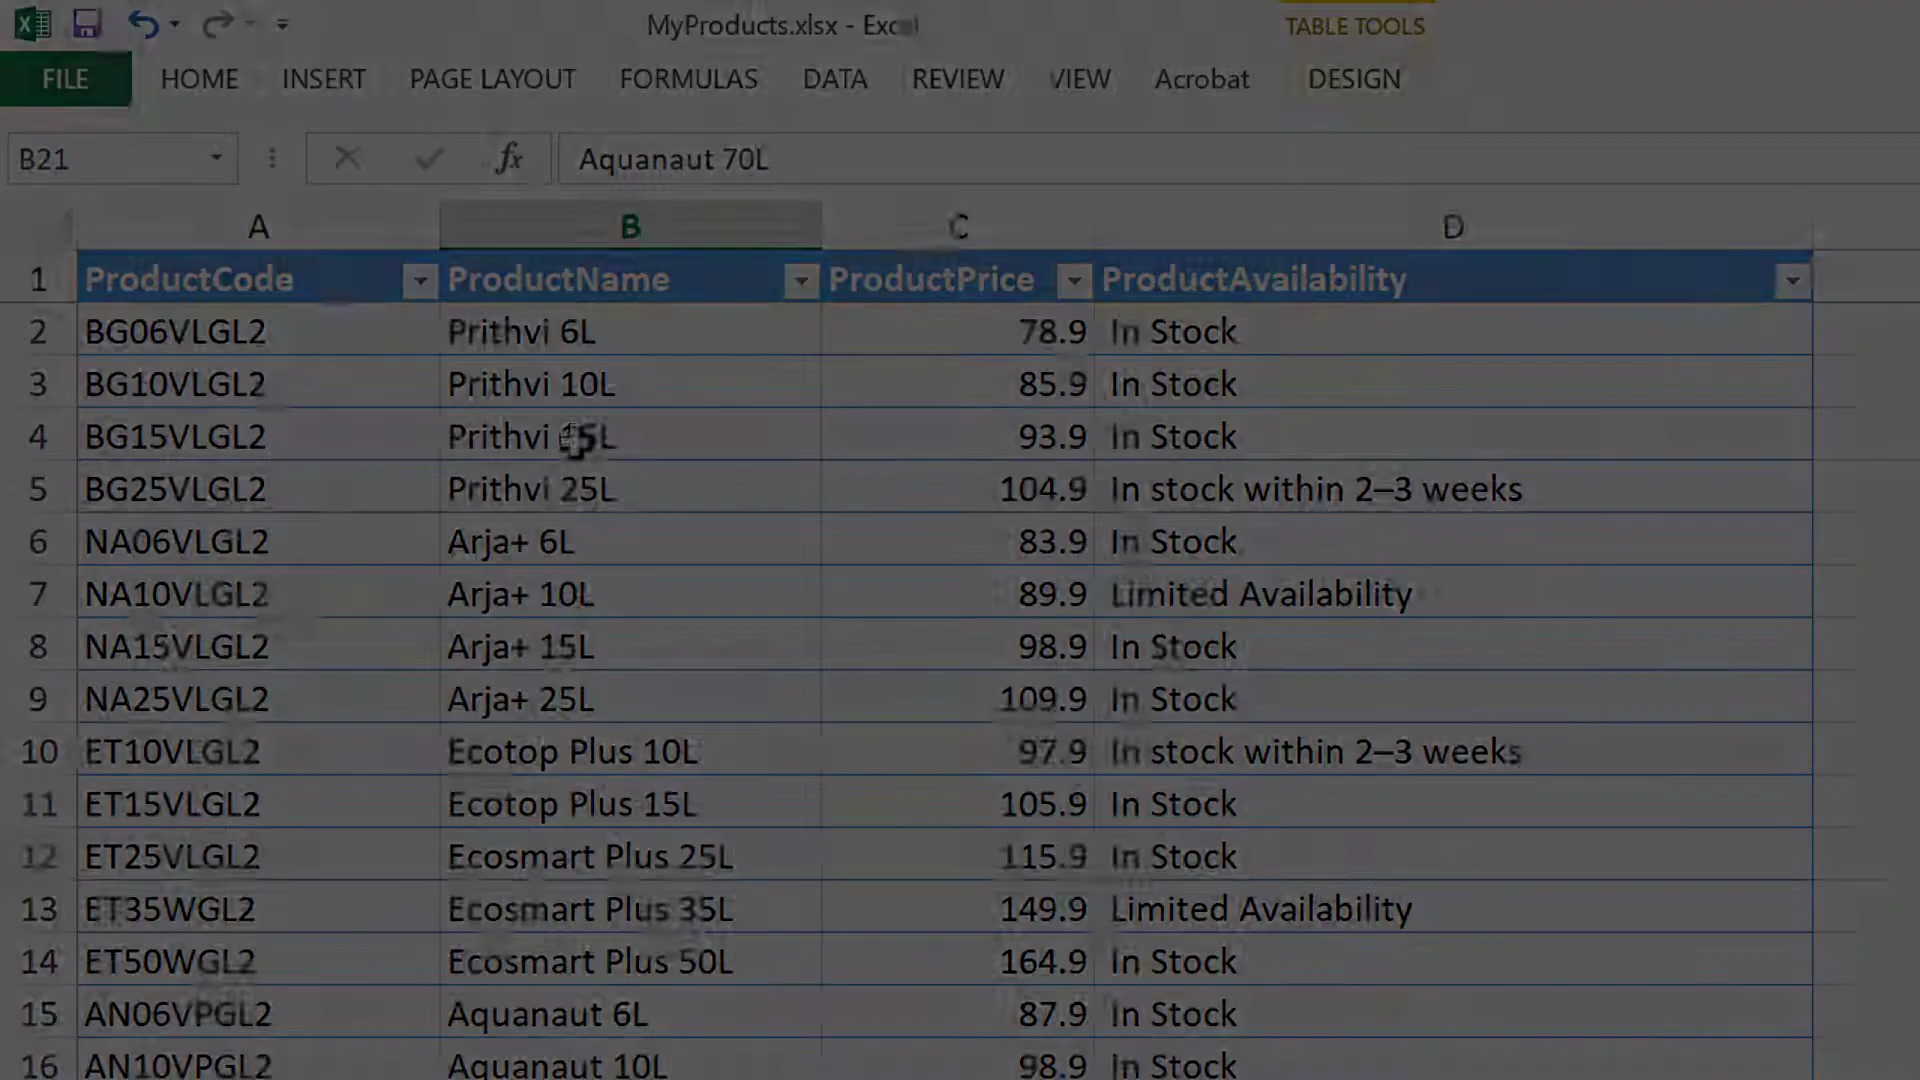 MyProducts.xlsx - Excel
TABLE TOOLS
FILE HOME INSERT PAGE LAYOUT FORMULAS DATA REVIEW VIEW Acrobat DESIGN
B21 fx Aquanaut 70L
A B C D
1 ProductCode ProductName ProductPrice ProductAvailability
2 BG06VLGL2 Prithvi 6L 78.9 In Stock
3 BG10VLGL2 Prithvi 10L 85.9 In Stock
4 BG15VLGL2 Prithvi 15L 93.9 In Stock
5 BG25VLGL2 Prithvi 25L 104.9 In stock within 2–3 weeks
6 NA06VLGL2 Arja+ 6L 83.9 In Stock
7 NA10VLGL2 Arja+ 10L 89.9 Limited Availability
8 NA15VLGL2 Arja+ 15L 98.9 In Stock
9 NA25VLGL2 Arja+ 25L 109.9 In Stock
10 ET10VLGL2 Ecotop Plus 10L 97.9 In stock within 2–3 weeks
11 ET15VLGL2 Ecotop Plus 15L 105.9 In Stock
12 ET25VLGL2 Ecosmart Plus 25L 115.9 In Stock
13 ET35WGL2 Ecosmart Plus 35L 149.9 Limited Availability
14 ET50WGL2 Ecosmart Plus 50L 164.9 In Stock
15 AN06VPGL2 Aquanaut 6L 87.9 In Stock
16 AN10VPGL2 Aquanaut 10L 98.9 In Stock